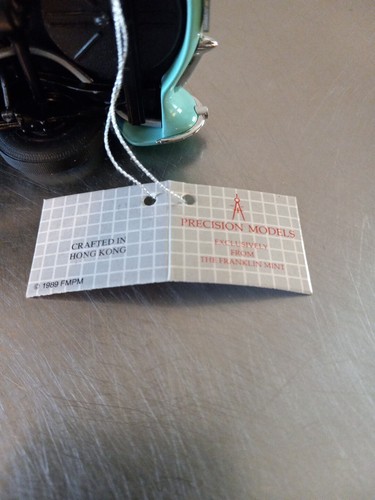 CRAFTED IN
HONG KONG
© 1989 FMPM
PRECISION MODELS
EXCLUSIVELY
FROM
THE FRANKLIN MINT